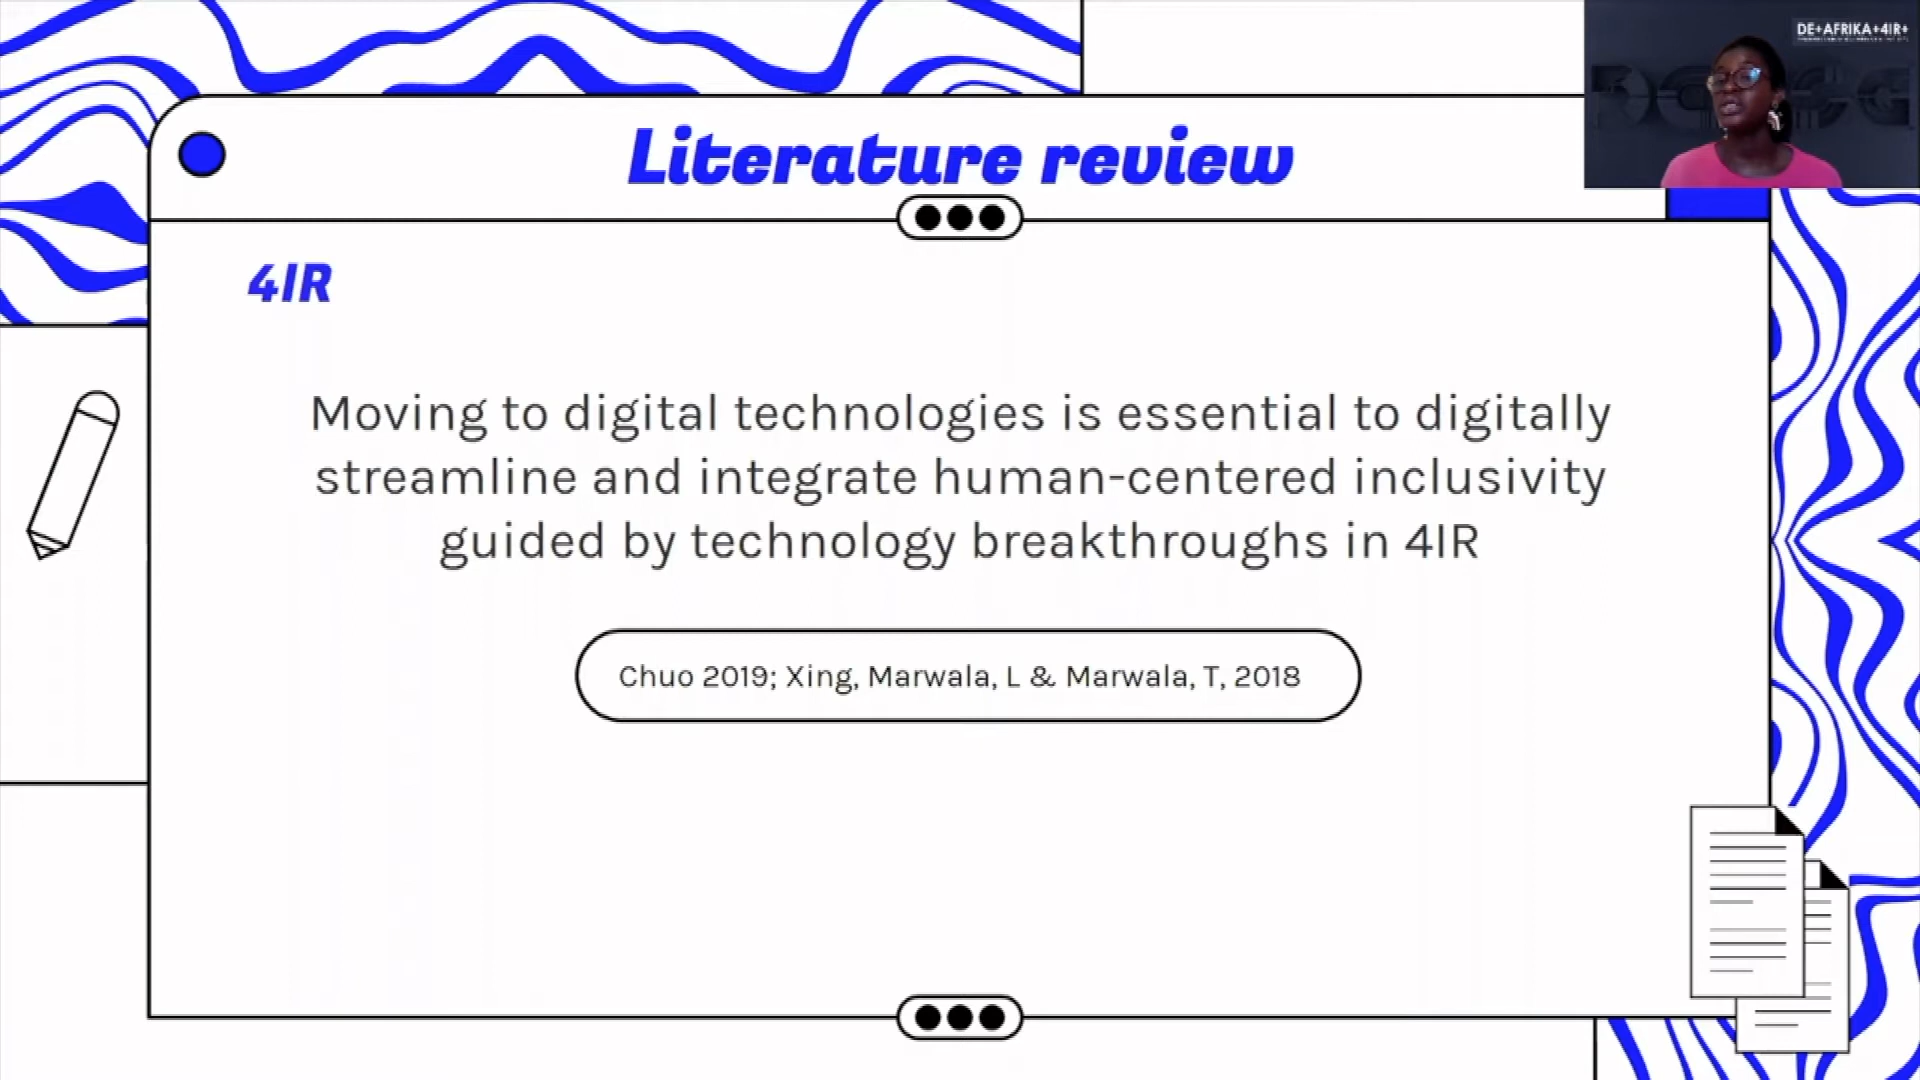 DE+AFRIKA+4IR+
Literature review
4IR
Moving to digital technologies is essential to digitally
streamline and integrate human-centered inclusivity
guided by technology breakthroughs in 4IR
Chuo 2019; Xing, Marwala, L & Marwala, T, 2018